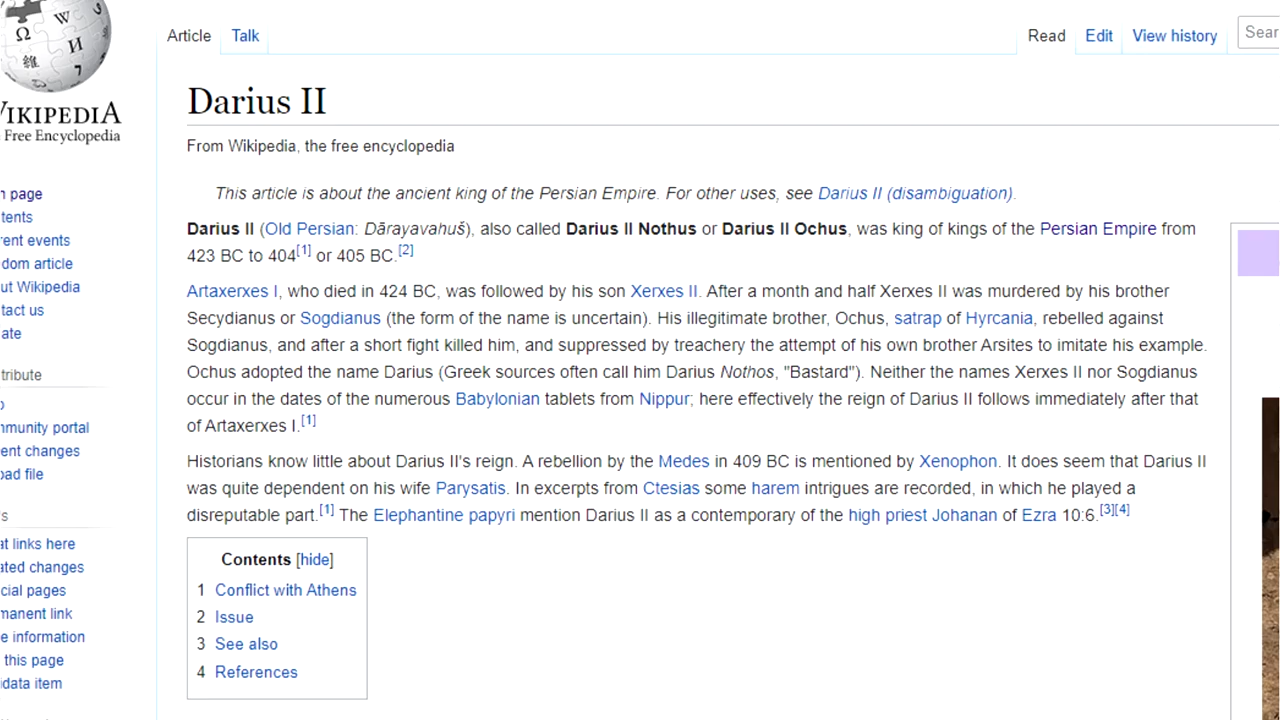 Article Talk Read Edit View history Sear
Ω W И 維
WIKIPEDIA
Free Encyclopedia
Darius II
From Wikipedia, the free encyclopedia
This article is about the ancient king of the Persian Empire. For other uses, see Darius II (disambiguation).
Darius II (Old Persian: Dārayavahuš), also called Darius II Nothus or Darius II Ochus, was king of kings of the Persian Empire from
423 BC to 404[1] or 405 BC.[2]
Artaxerxes I, who died in 424 BC, was followed by his son Xerxes II. After a month and half Xerxes II was murdered by his brother
Secydianus or Sogdianus (the form of the name is uncertain). His illegitimate brother, Ochus, satrap of Hyrcania, rebelled against
Sogdianus, and after a short fight killed him, and suppressed by treachery the attempt of his own brother Arsites to imitate his example.
Ochus adopted the name Darius (Greek sources often call him Darius Nothos, "Bastard"). Neither the names Xerxes II nor Sogdianus
occur in the dates of the numerous Babylonian tablets from Nippur; here effectively the reign of Darius II follows immediately after that
of Artaxerxes I.[1]
Historians know little about Darius II's reign. A rebellion by the Medes in 409 BC is mentioned by Xenophon. It does seem that Darius II
was quite dependent on his wife Parysatis. In excerpts from Ctesias some harem intrigues are recorded, in which he played a
disreputable part.[1] The Elephantine papyri mention Darius II as a contemporary of the high priest Johanan of Ezra 10:6.[3][4]
Contents [hide]
1 Conflict with Athens
2 Issue
3 See also
4 References
n page
tents
rent events
dom article
ut Wikipedia
tact us
ate
tribute
p
mmunity portal
ent changes
oad file
s
at links here
ated changes
cial pages
manent link
e information
this page
idata item